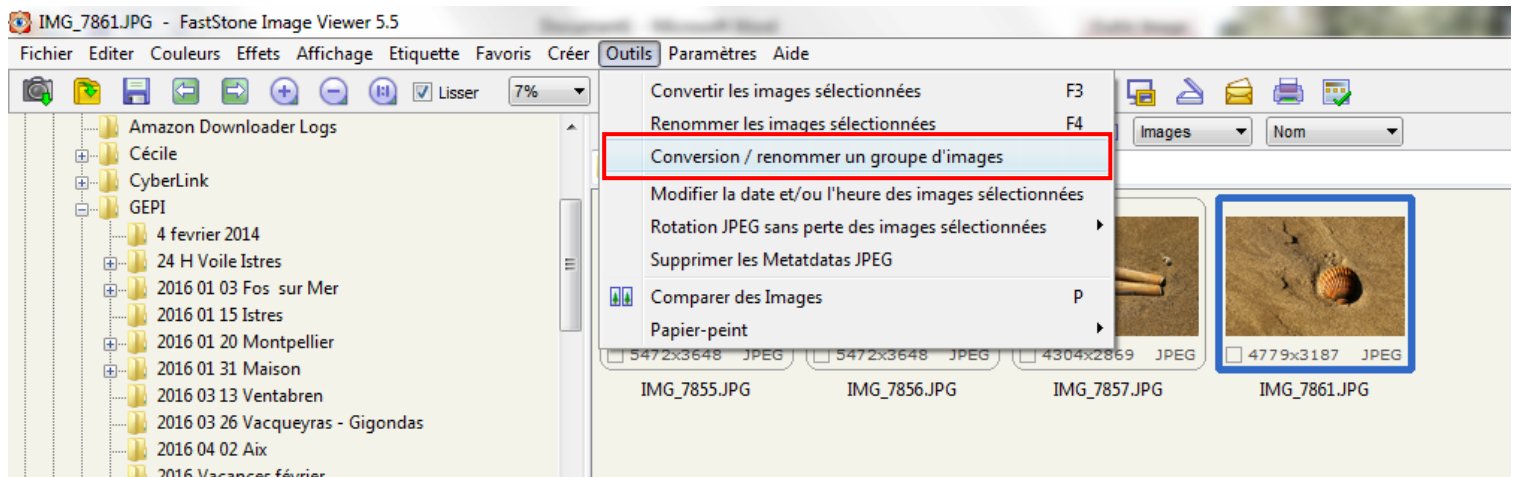 IMG_7861.JPG - FastStone Image Viewer 5.5
Fichier Editer Couleurs Effets Affichage Etiquette Favoris Créer Outils Paramètres Aide
Lisser 7%
Images Nom
Amazon Downloader Logs
Cécile
CyberLink
GEPI
4 fevrier 2014
24 H Voile Istres
2016 01 03 Fos sur Mer
2016 01 15 Istres
2016 01 20 Montpellier
2016 01 31 Maison
2016 03 13 Ventabren
2016 03 26 Vacqueyras - Gigondas
2016 04 02 Aix
2016 Vacances février
Convertir les images sélectionnées F3
Renommer les images sélectionnées F4
Conversion / renommer un groupe d'images
Modifier la date et/ou l'heure des images sélectionnées
Rotation JPEG sans perte des images sélectionnées
Supprimer les Metatdatas JPEG
Comparer des Images P
Papier-peint
5472x3648 JPEG 5472x3648 JPEG 4304x2869 JPEG 4779x3187 JPEG
IMG_7855.JPG IMG_7856.JPG IMG_7857.JPG IMG_7861.JPG